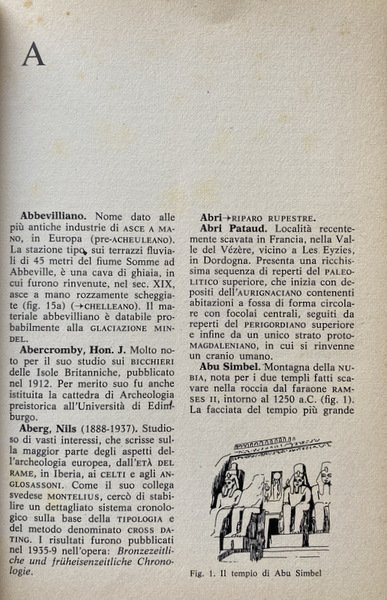 A
Abbevilliano. Nome dato alle
più antiche industrie di ASCE A MA-
NO, in Europa (pre-ACHEULEANO).
La stazione tipo, sui terrazzi fluvia-
li di 45 metri del fiume Somme ad
Abbeville, è una cava di ghiaia, in
cui furono rinvenute, nel sec. XIX,
asce a mano rozzamente scheggia-
te (fig. 15a) (→CHELLEANO). Il ma-
teriale abbevilliano è databile pro-
babilmente alla GLACIAZIONE MIN-
DEL.
Abercromby, Hon. J. Molto no-
to per il suo studio sui BICCHIERI
delle Isole Britanniche, pubblicato
nel 1912. Per merito suo fu anche
istituita la cattedra di Archeologia
preistorica all'Università di Edim-
burgo.
Aberg, Nils (1888-1937). Studio-
so di vasti interessi, che scrisse sul-
la maggior parte degli aspetti del-
l'archeologia europea, dall'ETÀ DEL
RAME, in Iberia, ai CELTI e agli AN-
GLOSASSONI. Come il suo collega
svedese MONTELIUS, cercò di stabi-
lire un dettagliato sistema cronolo-
gico sulla base della TIPOLOGIA e
del metodo denominato CROSS DA-
TING. I risultati furono pubblicati
nel 1935-9 nell'opera: Bronzezeitli-
che und früheisenzeitliche Chrono-
logie.
Abri→RIPARO RUPESTRE.
Abri Pataud. Località recente-
mente scavata in Francia, nella Val-
le del Vézère, vicino a Les Eyzies,
in Dordogna. Presenta una ricchis-
sima sequenza di reperti del PALEO-
LITICO superiore, che inizia con de-
positi dell'AURIGNACIANO contenenti
abitazioni a fossa di forma circola-
re con focolai centrali, seguiti da
reperti del PERIGORDIANO superiore
e infine da un unico strato proto-
MAGDALENIANO, in cui si rinvenne
un cranio umano.
Abu Simbel. Montagna della NU-
BIA, nota per i due templi fatti sca-
vare nella roccia dal faraone RAM-
SES II, intorno al 1250 a.C. (fig. 1).
La facciata del tempio più grande
Fig. 1. Il tempio di Abu Simbel